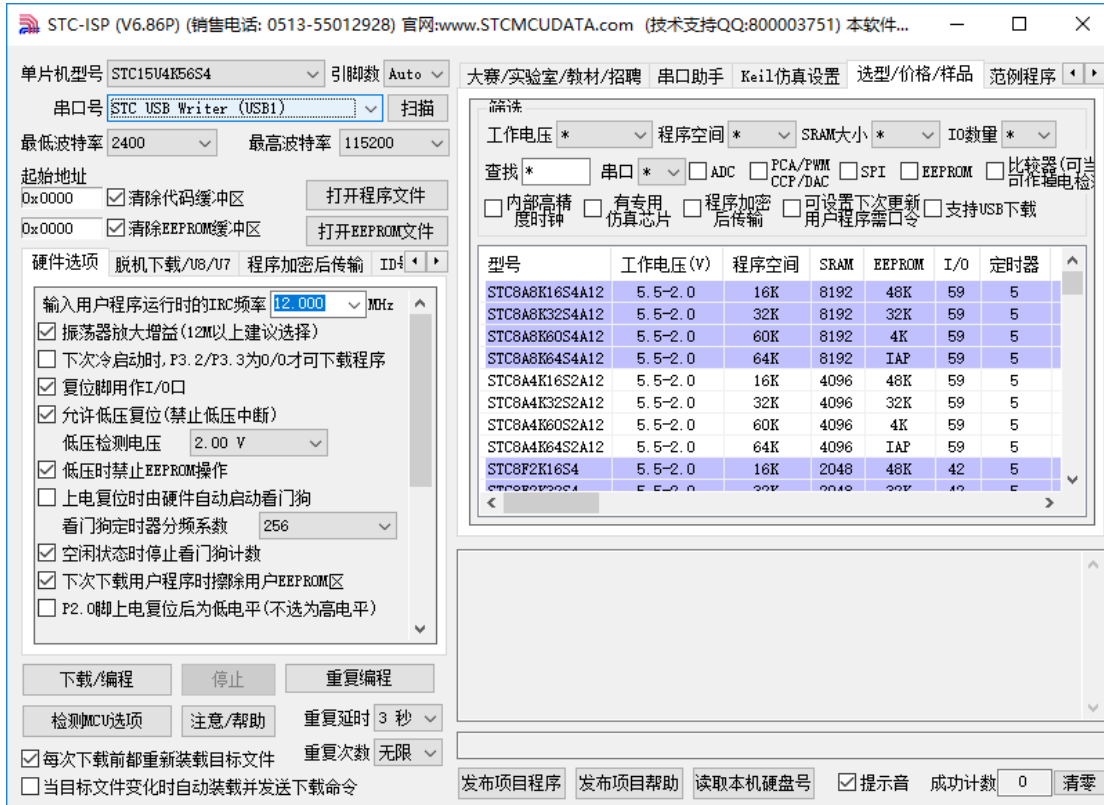 STC-ISP (V6.86P) (销售电话: 0513-55012928) 官网:www.STCMCUDATA.com (技术支持QQ:800003751) 本软件...
单片机型号 STC15U4K56S4 引脚数 Auto
串口号 STC USB Writer (USB1) 扫描
最低波特率 2400 最高波特率 115200
起始地址
0x0000 清除代码缓冲区 打开程序文件
0x0000 清除EEPROM缓冲区 打开EEPROM文件
硬件选项 脱机下载/U8/U7 程序加密后传输
输入用户程序运行时的IRC频率 12.000 MHz
振荡器放大增益(12M以上建议选择)
下次冷启动时,P3.2/P3.3为0/0才可下载程序
复位脚用作I/O口
允许低压复位(禁止低压中断)
低压检测电压 2.00 V
低压时禁止EEPROM操作
上电复位时由硬件自动启动看门狗
看门狗定时器分频系数 256
空闲状态时停止看门狗计数
下次下载用户程序时擦除用户EEPROM区
P2.0脚上电复位后为低电平(不选为高电平)
下载/编程 停止 重复编程
检测MCU选项 注意/帮助 重复延时 3 秒
每次下载前都重新装载目标文件 重复次数 无限
当目标文件变化时自动装载并发送下载命令
大赛/实验室/教材/招聘 串口助手 Keil仿真设置 选型/价格/样品 范例程序
筛选
工作电压 * 程序空间 * SRAM大小 * IO数量 *
查找 * 串口 * ADC PCA/PWM SPI EEPROM 比较器(可当
CCP/DAC 可作掉电检
内部高精 有专用 程序加密 可设置下次更新 支持USB下载
度时钟 仿真芯片 后传输 用户程序需口令
型号 工作电压(V) 程序空间 SRAM EEPROM I/O 定时器
STC8A8K16S4A12 5.5-2.0 16K 8192 48K 59 5
STC8A8K32S4A12 5.5-2.0 32K 8192 32K 59 5
STC8A8K60S4A12 5.5-2.0 60K 8192 4K 59 5
STC8A8K64S4A12 5.5-2.0 64K 8192 IAP 59 5
STC8A4K16S2A12 5.5-2.0 16K 4096 48K 59 5
STC8A4K32S2A12 5.5-2.0 32K 4096 32K 59 5
STC8A4K60S2A12 5.5-2.0 60K 4096 4K 59 5
STC8A4K64S2A12 5.5-2.0 64K 4096 IAP 59 5
STC8F2K16S4 5.5-2.0 16K 2048 48K 42 5
STC8F2K32S4 5.5-2.0 32K 2048 32K 42 5
发布项目程序 发布项目帮助 读取本机硬盘号 提示音 成功计数 0 清零